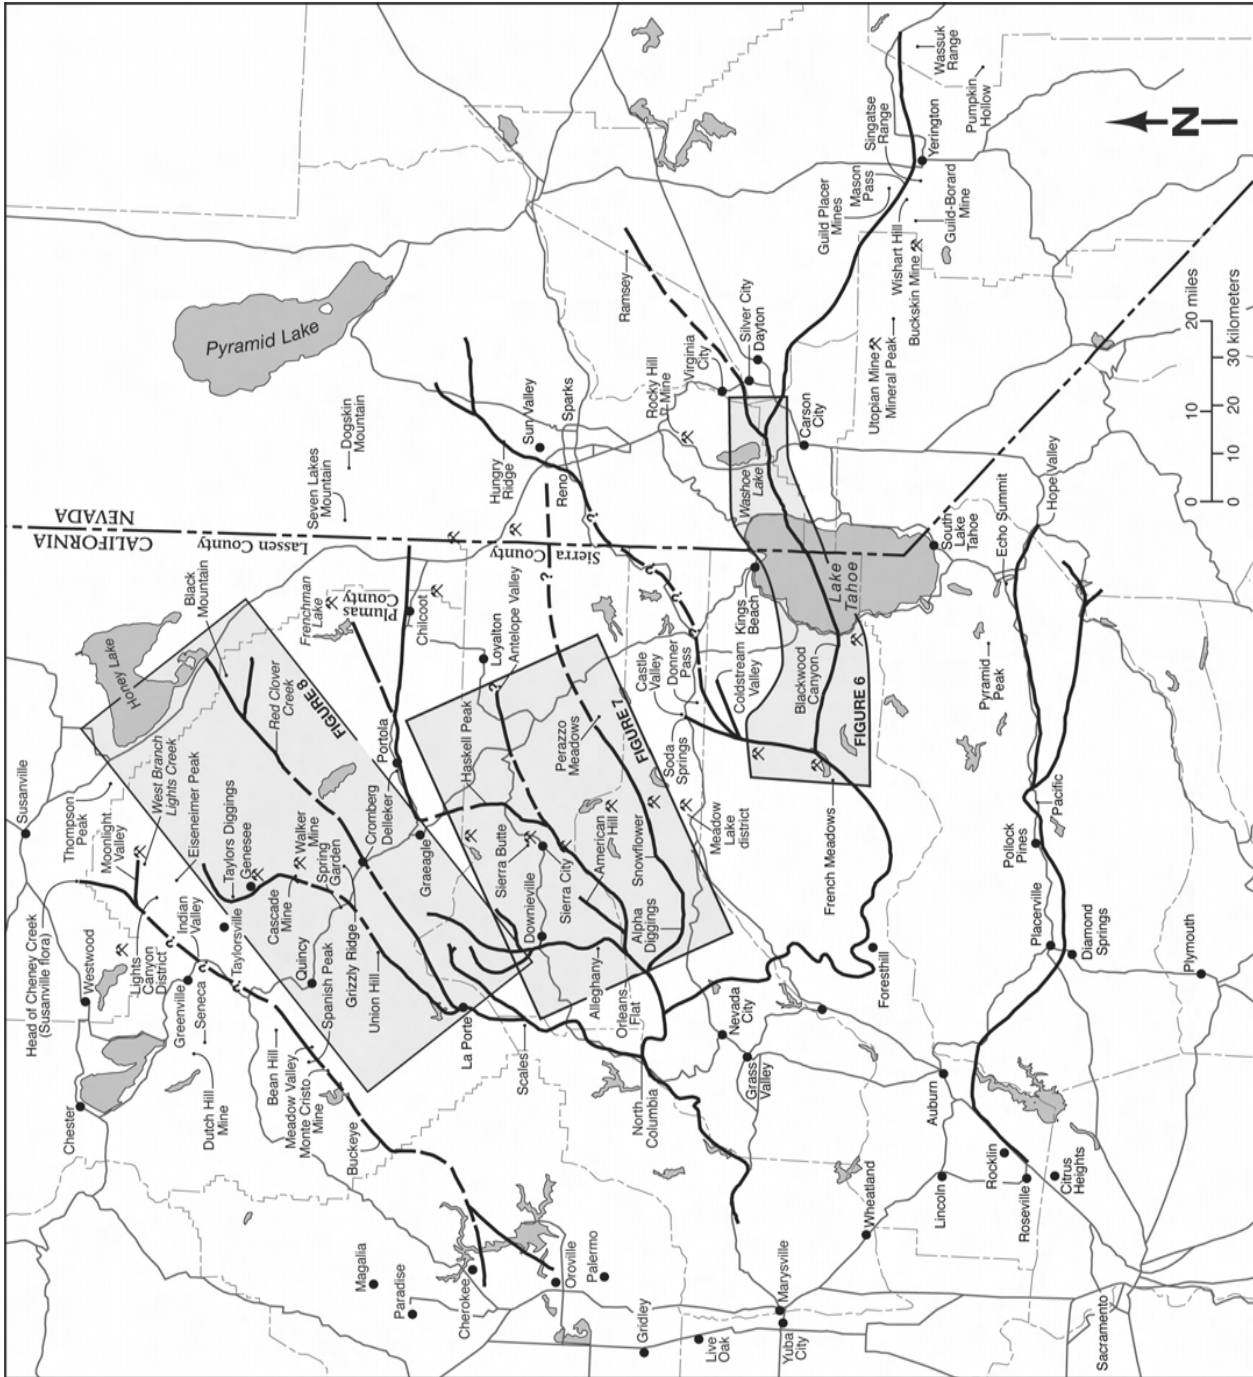 Susanville
Thompson
Peak
Moonlight
Valley
West Branch
Lights Creek
Eiseneimer Peak
Head of Cheney Creek
(Susanville flora)
Westwood
Chester
Lights
Canyon
District
Greenville
Seneca
Indian
Valley
Taylorsville
Dutch Hill
Mine
Taylors Diggings
Genesee
Cascade
Mine
Walker
Mine
Spring
Garden
Quincy
Spanish Peak
Grizzly Ridge
Union Hill
Bean Hill
Meadow Valley
Monte Cristo
Mine
Buckeye
Magalia
Paradise
Cherokee
Oroville
Palermo
Gridley
Live
Oak
Yuba
City
Marysville
Wheatland
Honey Lake
Black
Mountain
Red Clover
Creek
FIGURE 8
CALIFORNIA
NEVADA
Lassen County
Plumas
County
Sierra County
Frenchman
Lake
Chilcoot
Portola
Cromberg
Delleker
Graeagle
Loyalton
Antelope Valley
Haskell Peak
La Porte
Scales
Sierra Butte
Downieville
Sierra City
American
Hill
Perazzo
Meadows
FIGURE 7
Snowflower
Alpha
Diggings
Alleghany
Orleans
Flat
North
Columbia
Nevada
City
Grass
Valley
Soda
Springs
Castle
Valley
Donner
Pass
Meadow
Lake
district
Coldstream
Valley
Kings
Beach
Blackwood
Canyon
FIGURE 6
French Meadows
Foresthill
Auburn
Lincoln
Rocklin
Roseville
Citrus
Heights
Sacramento
Seven Lakes
Mountain
Dogskin
Mountain
Pyramid Lake
Hungry
Ridge
Sun Valley
Reno
Sparks
Ramsey
Rocky Hill
Mine
Virginia
City
Silver City
Dayton
Washoe
Lake
Carson
City
Lake
Tahoe
South
Lake
Tahoe
Echo Summit
Hope Valley
Pyramid
Peak
Pacific
Pollock
Pines
Placerville
Diamond
Springs
Plymouth
Guild Placer
Mines
Mason
Pass
Singatse
Range
Yerington
Wassuk
Range
Pumpkin
Hollow
Guild-Borard
Mine
Wishart Hill
Buckskin Mine
Utopian Mine
Mineral Peak
N
0 10 20 miles
0 10 20 30 kilometers
?
?
?
?
?
?
?
?